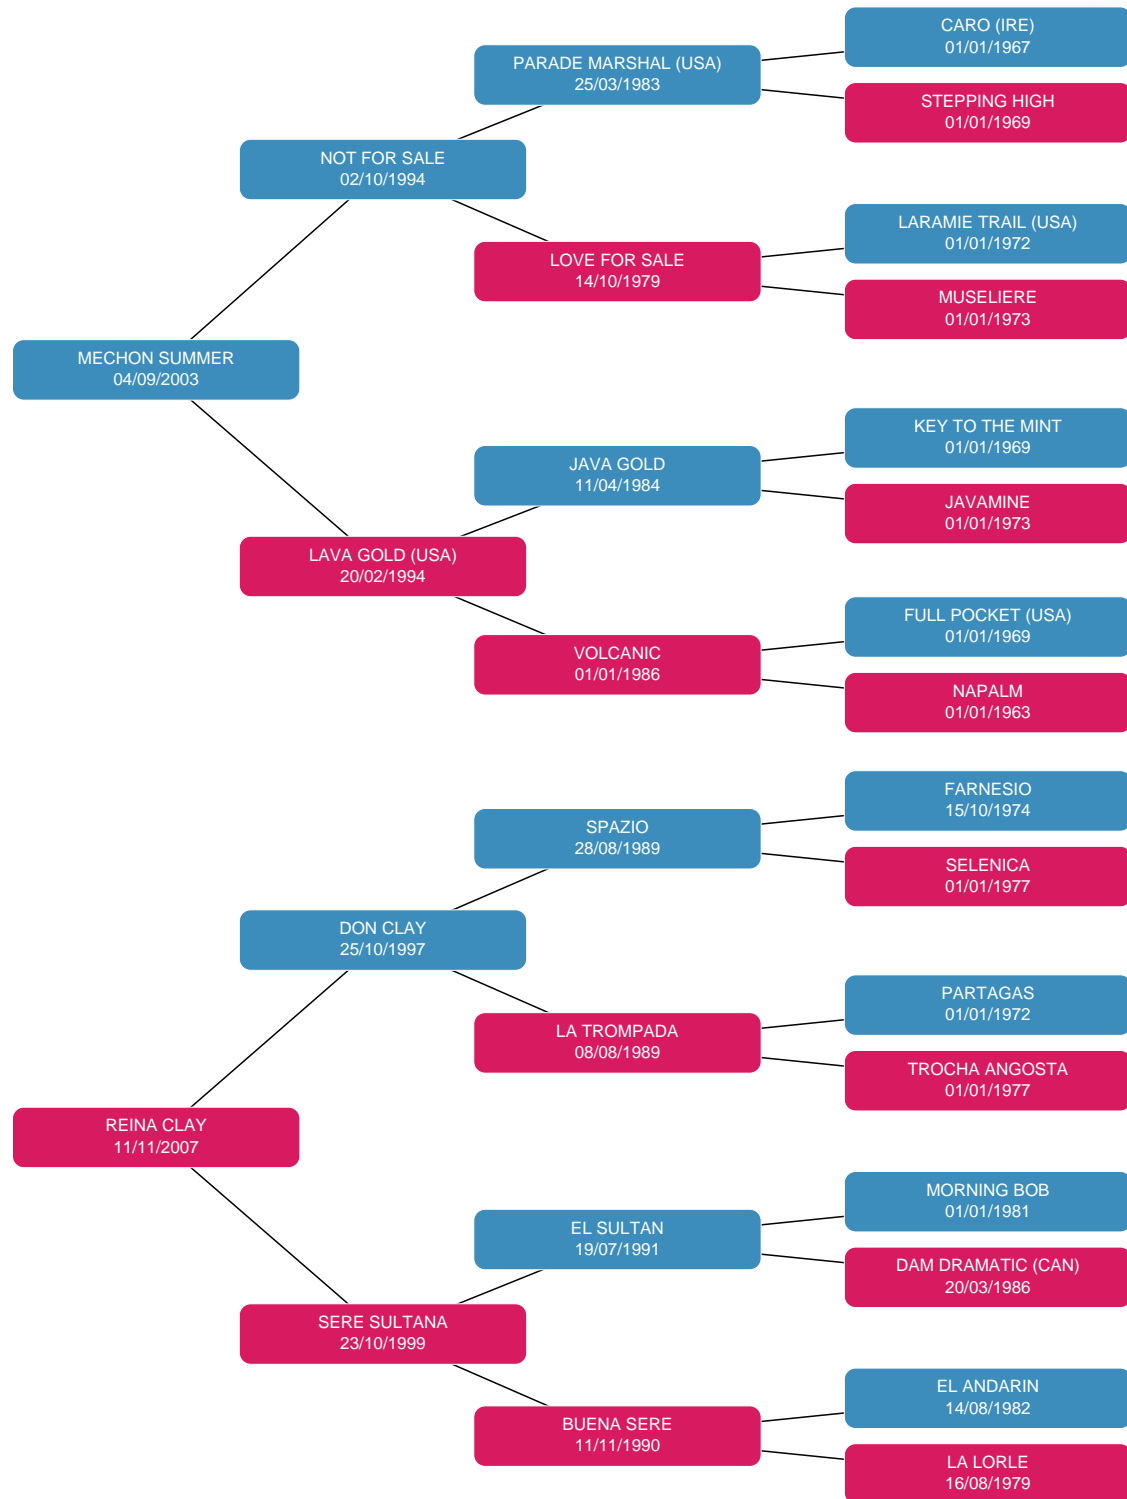 CARO (IRE)
01/01/1967
PARADE MARSHAL (USA)
25/03/1983
STEPPING HIGH
01/01/1969
NOT FOR SALE
02/10/1994
LARAMIE TRAIL (USA)
01/01/1972
LOVE FOR SALE
14/10/1979
MUSELIERE
01/01/1973
MECHON SUMMER
04/09/2003
KEY TO THE MINT
01/01/1969
JAVA GOLD
11/04/1984
JAVAMINE
01/01/1973
LAVA GOLD (USA)
20/02/1994
FULL POCKET (USA)
01/01/1969
VOLCANIC
01/01/1986
NAPALM
01/01/1963
FARNESIO
15/10/1974
SPAZIO
28/08/1989
SELENICA
01/01/1977
DON CLAY
25/10/1997
PARTAGAS
01/01/1972
LA TROMPADA
08/08/1989
TROCHA ANGOSTA
01/01/1977
REINA CLAY
11/11/2007
MORNING BOB
01/01/1981
EL SULTAN
19/07/1991
DAM DRAMATIC (CAN)
20/03/1986
SERE SULTANA
23/10/1999
EL ANDARIN
14/08/1982
BUENA SERE
11/11/1990
LA LORLE
16/08/1979